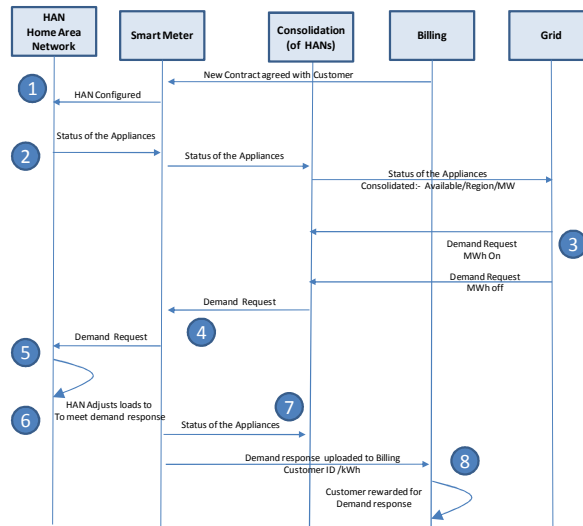 HAN
Home Area
Network
Smart Meter
Consolidation
(of HANs)
Billing
Grid
New Contract agreed with Customer
1
HAN Configured
Status of the Appliances
2
Status of the Appliances
Status of the Appliances
Consolidated:- Available/Region/MW
3
Demand Request
MWh On
Demand Request
MWh off
Demand Request
4
Demand Request
5
HAN Adjusts loads to
To meet demand response
6
7
Status of the Appliances
Demand response uploaded to Billing
Customer ID /kWh
8
Customer rewarded for
Demand response